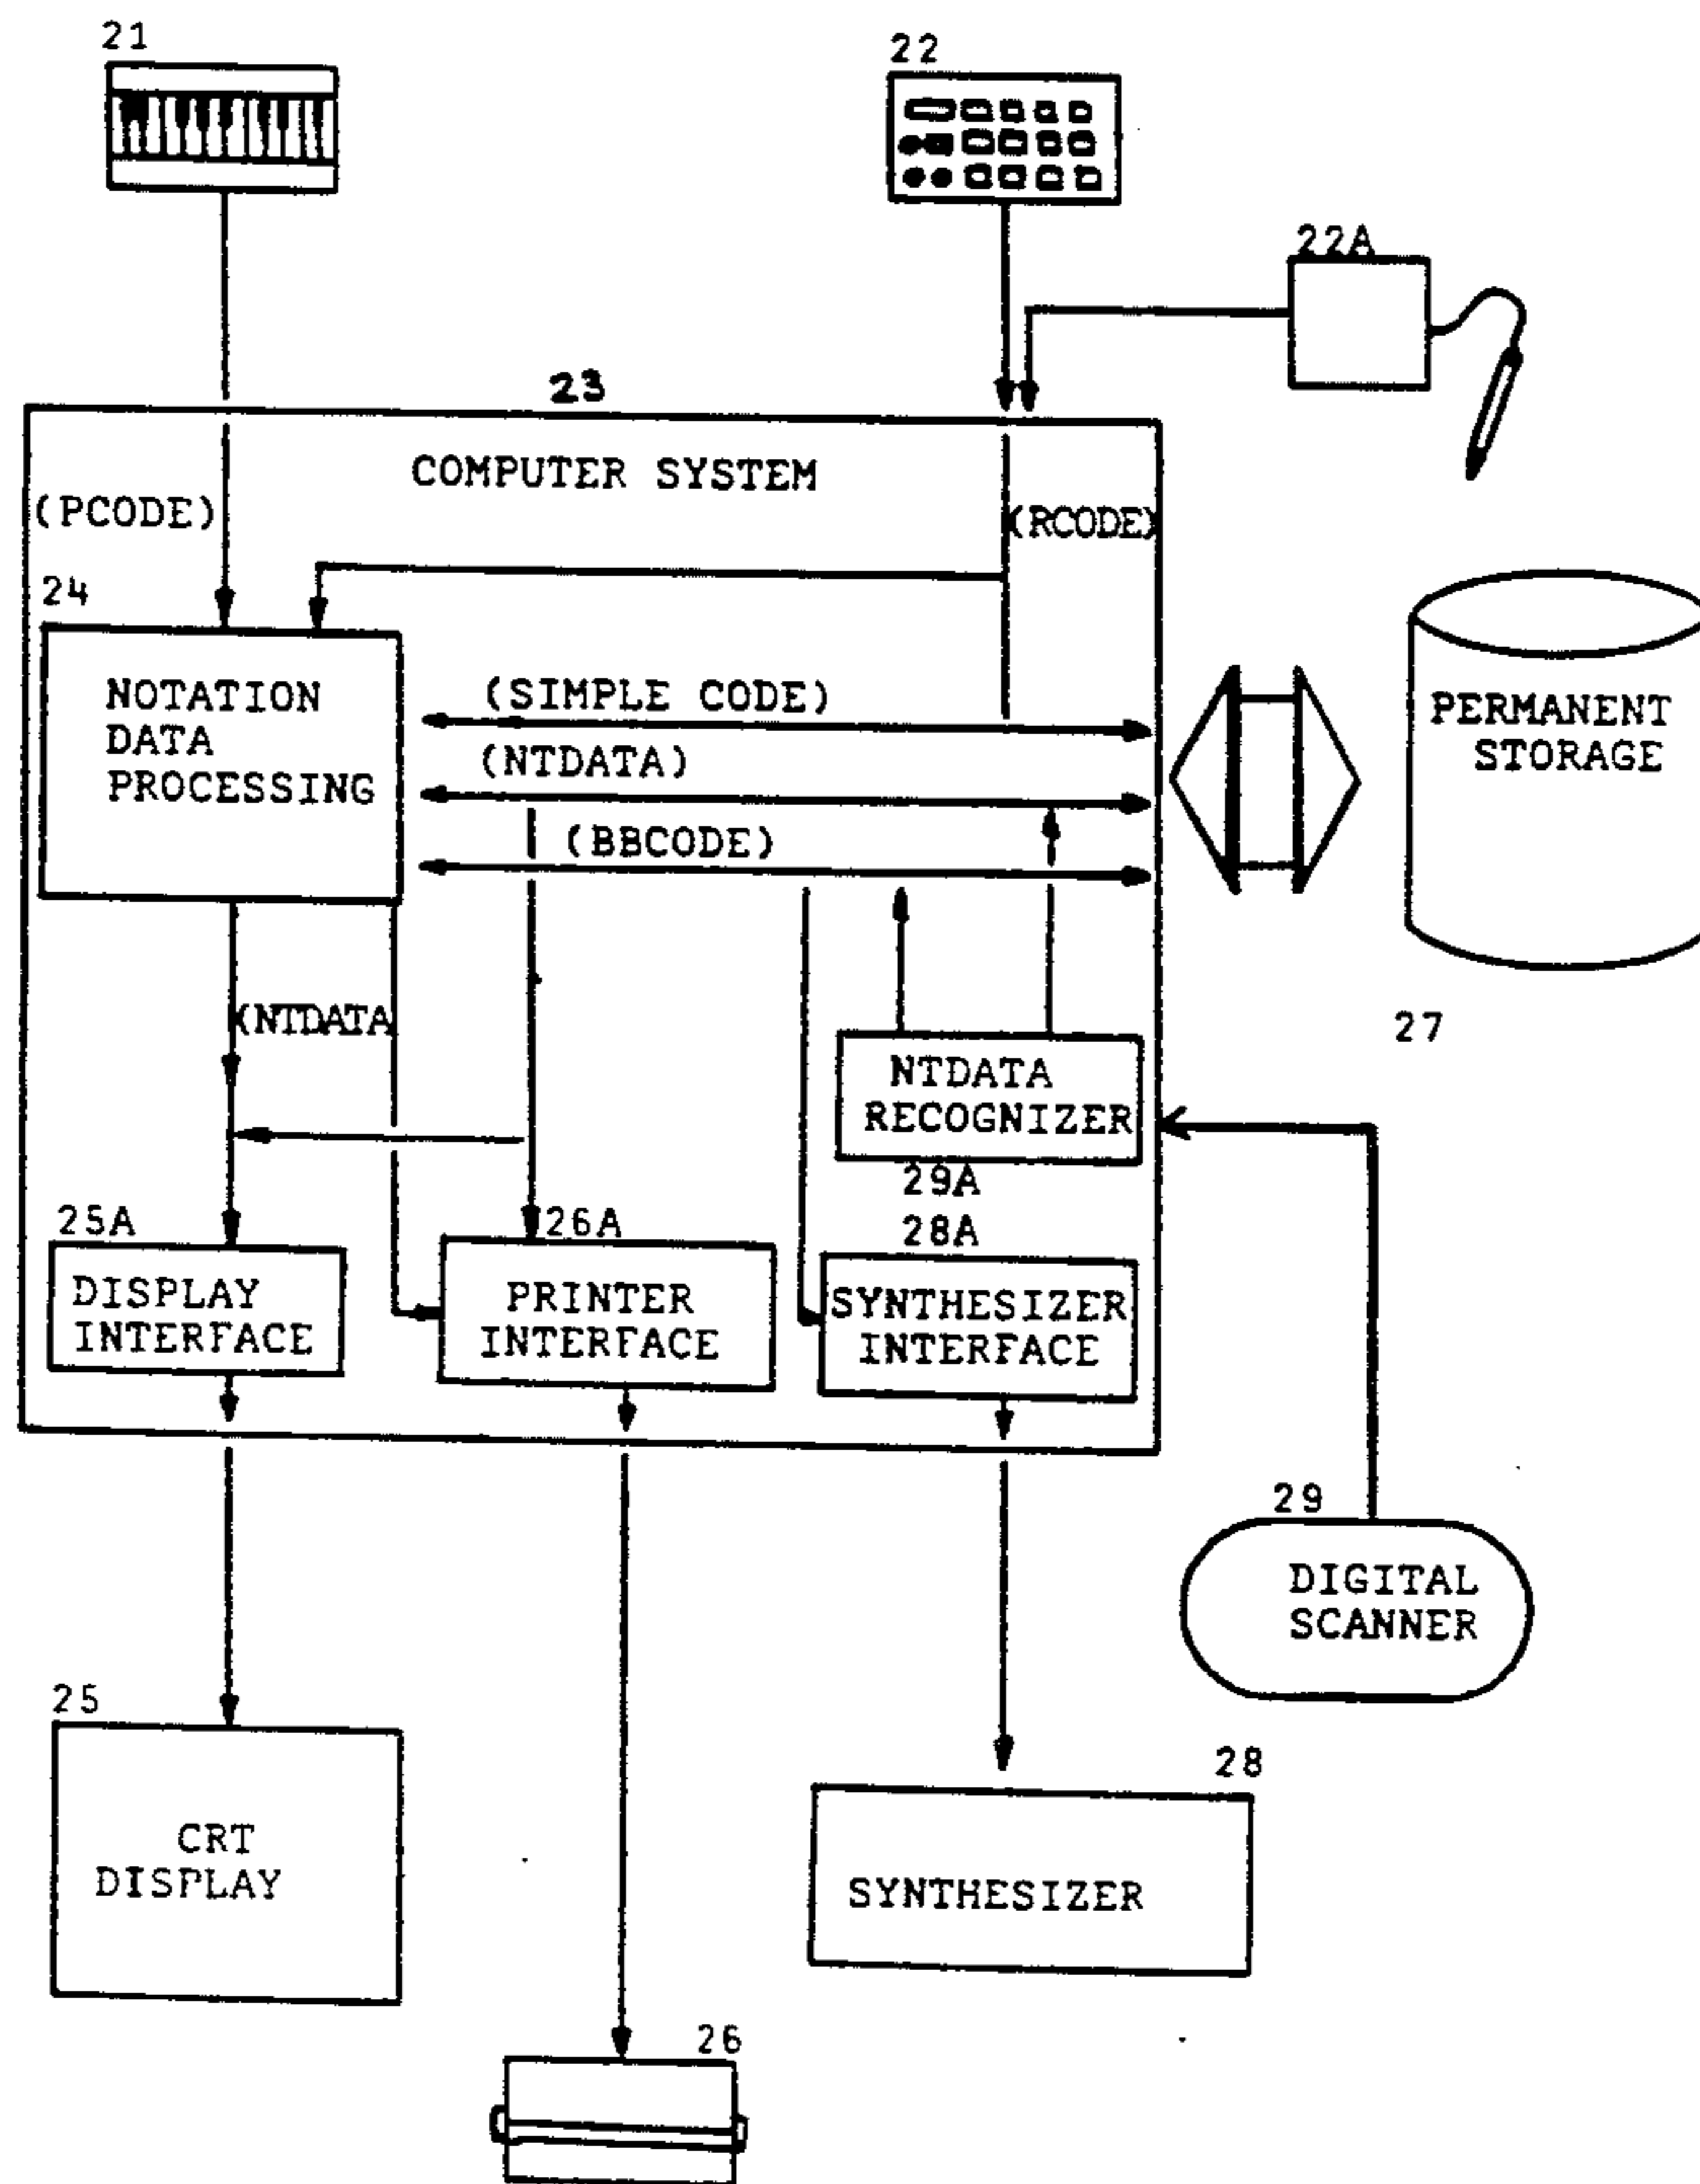 21
22
22A
23
COMPUTER SYSTEM
(PCODE)
(RCODE)
24
NOTATION
DATA
PROCESSING
(SIMPLE CODE)
(NTDATA)
(BBCODE)
PERMANENT
STORAGE
27
(NTDATA
NTDATA
RECOGNIZER
29A
25A
26A
28A
DISPLAY
INTERFACE
PRINTER
INTERFACE
SYNTHESIZER
INTERFACE
29
DIGITAL
SCANNER
25
CRT
DISPLAY
28
SYNTHESIZER
26